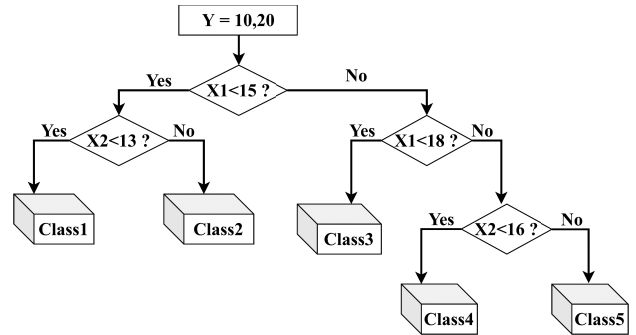 Y = 10,20
X1<15 ?
Yes
No
X2<13 ?
Yes
No
X1<18 ?
Yes
No
Class1
Class2
Class3
X2<16 ?
Yes
No
Class4
Class5